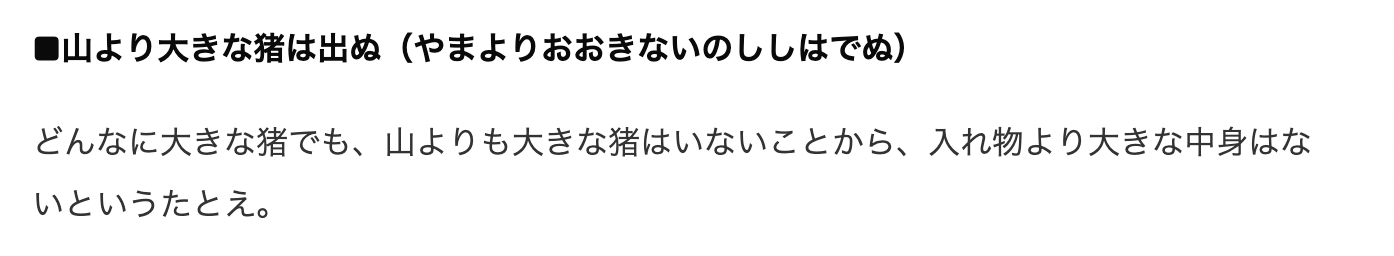 ■山より大きな猪は出ぬ（やまよりおおきないのししはでぬ）
どんなに大きな猪でも、山よりも大きな猪はいないことから、入れ物より大きな中身はな
いというたとえ。